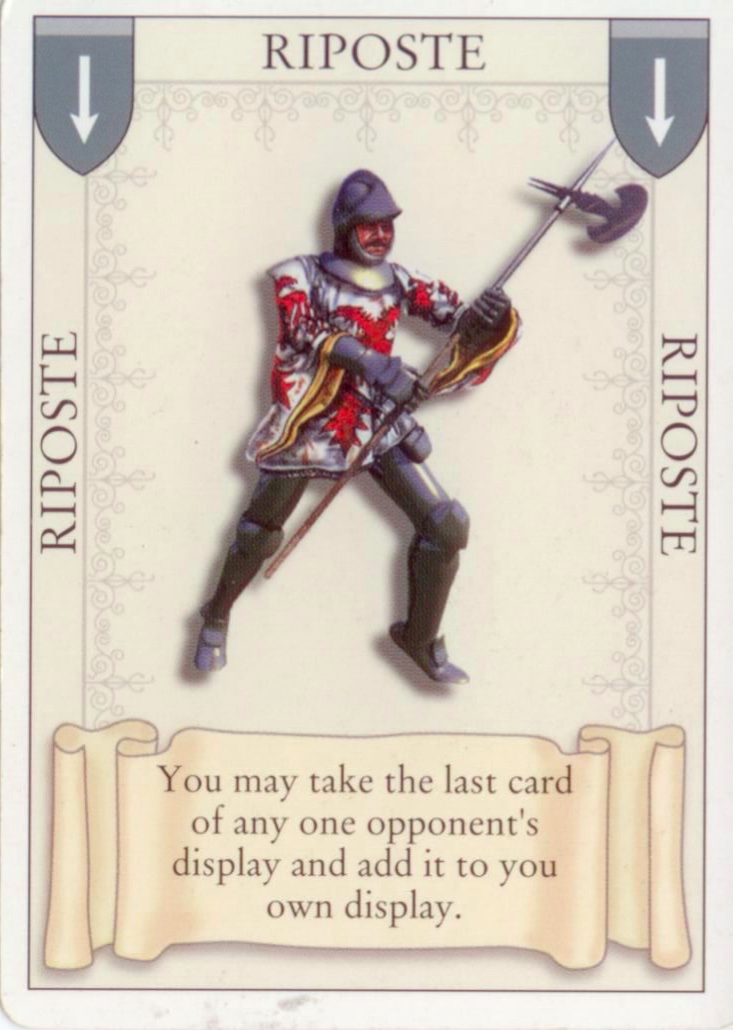 RIPOSTE
RIPOSTE
RIPOSTE
You may take the last card
of any one opponent's
display and add it to you
own display.